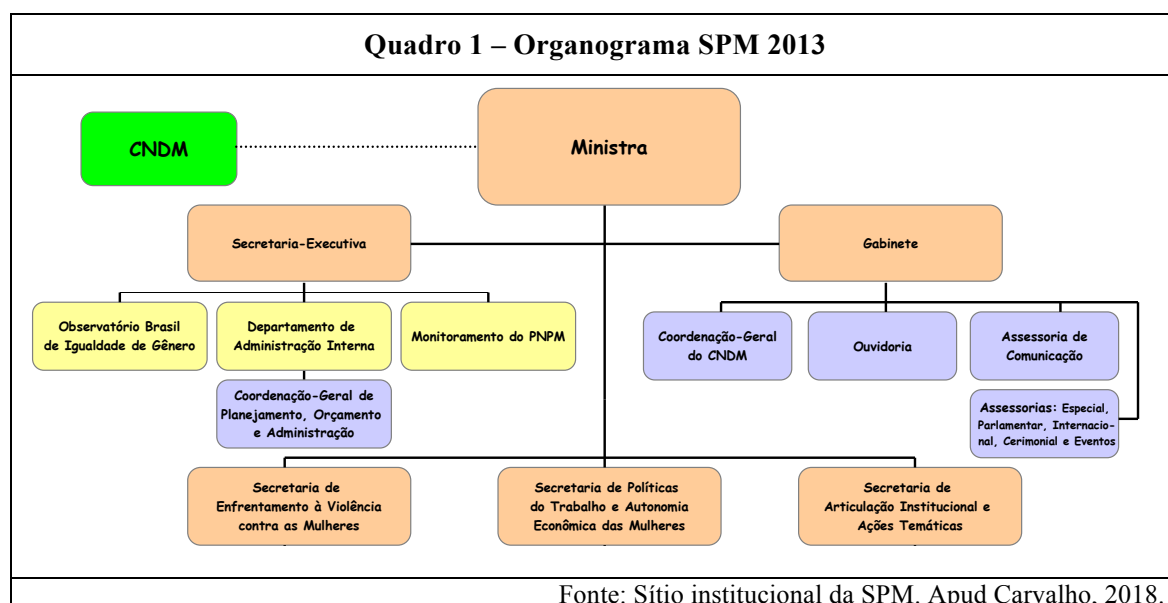 Quadro 1 – Organograma SPM 2013
CNDM
Ministra
Secretaria-Executiva
Gabinete
Observatório Brasil
de Igualdade de Gênero
Departamento de
Administração Interna
Monitoramento do PNPM
Coordenação-Geral
do CNDM
Ouvidoria
Assessoria de
Comunicação
Coordenação-Geral de
Planejamento, Orçamento
e Administração
Assessorias: Especial,
Parlamentar, Internacio-
nal, Cerimonial e Eventos
Secretaria de
Enfrentamento à Violência
contra as Mulheres
Secretaria de Políticas
do Trabalho e Autonomia
Econômica das Mulheres
Secretaria de
Articulação Institucional e
Ações Temáticas
Fonte: Sítio institucional da SPM. Apud Carvalho, 2018.